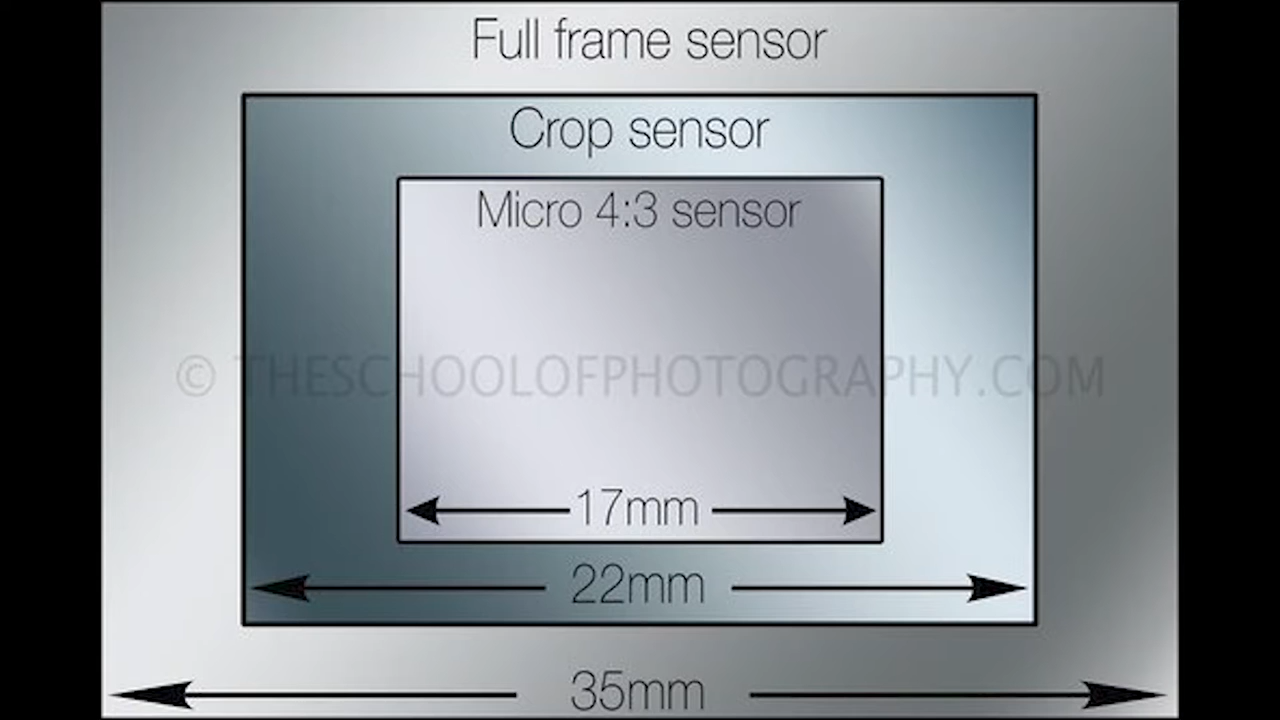 Full frame sensor
Crop sensor
Micro 4:3 sensor
© THESCHOOLOFPHOTOGRAPHY.COM
17mm
22mm
35mm